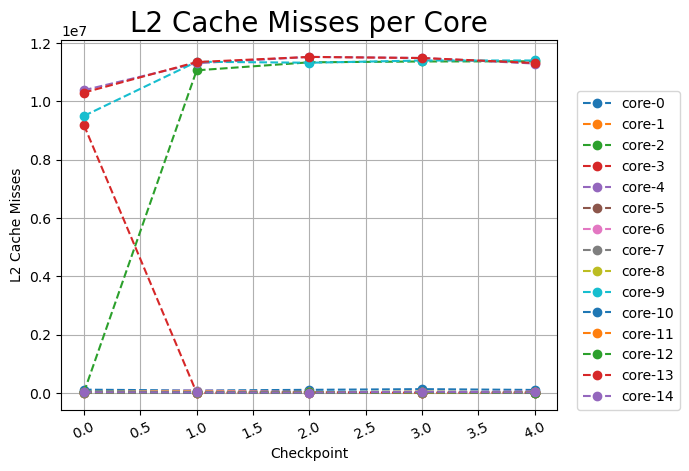 L2 Cache Misses per Core
1e7
1.2
1.0
0.8
0.6
0.4
0.2
0.0
L2 Cache Misses
0.0 0.5 1.0 1.5 2.0 2.5 3.0 3.5 4.0
Checkpoint
core-0
core-1
core-2
core-3
core-4
core-5
core-6
core-7
core-8
core-9
core-10
core-11
core-12
core-13
core-14